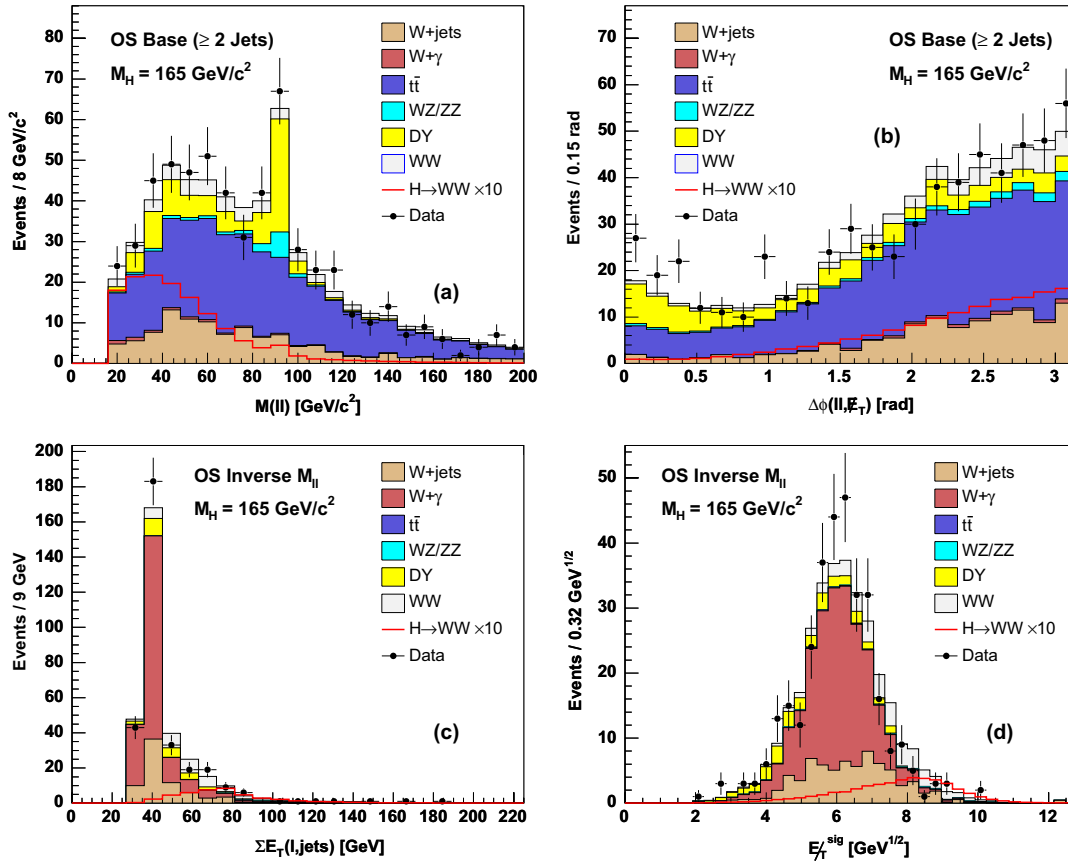 80
70
60
50
40
30
20
10
0
Events / 8 GeV/c²
OS Base (≥ 2 Jets)
M_H = 165 GeV/c²
W+jets
W+γ
tt̄
WZ/ZZ
DY
WW
H→WW ×10
Data
(a)
0 20 40 60 80 100 120 140 160 180 200
M(ll) [GeV/c²]
70
60
50
40
30
20
10
0
Events / 0.15 rad
OS Base (≥ 2 Jets)
M_H = 165 GeV/c²
W+jets
W+γ
tt̄
WZ/ZZ
DY
WW
H→WW ×10
Data
(b)
0 0.5 1 1.5 2 2.5 3
Δϕ(ll,E̸_T) [rad]
200
180
160
140
120
100
80
60
40
20
0
Events / 9 GeV
OS Inverse M_ll
M_H = 165 GeV/c²
W+jets
W+γ
tt̄
WZ/ZZ
DY
WW
H→WW ×10
Data
(c)
0 20 40 60 80 100 120 140 160 180 200 220
ΣE_T(l,jets) [GeV]
50
40
30
20
10
0
Events / 0.32 GeV^1/2
OS Inverse M_ll
M_H = 165 GeV/c²
W+jets
W+γ
tt̄
WZ/ZZ
DY
WW
H→WW ×10
Data
(d)
0 2 4 6 8 10 12
E̸_T^sig [GeV^1/2]